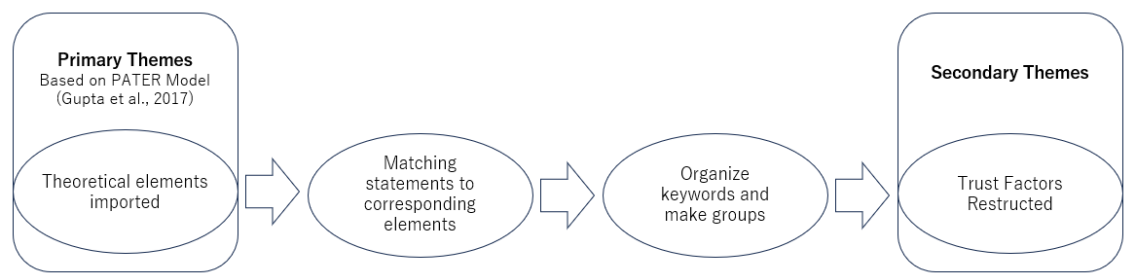 Primary Themes
Based on PATER Model
(Gupta et al., 2017)
Theoretical elements
imported
Matching
statements to
corresponding
elements
Organize
keywords and
make groups
Secondary Themes
Trust Factors
Restructed